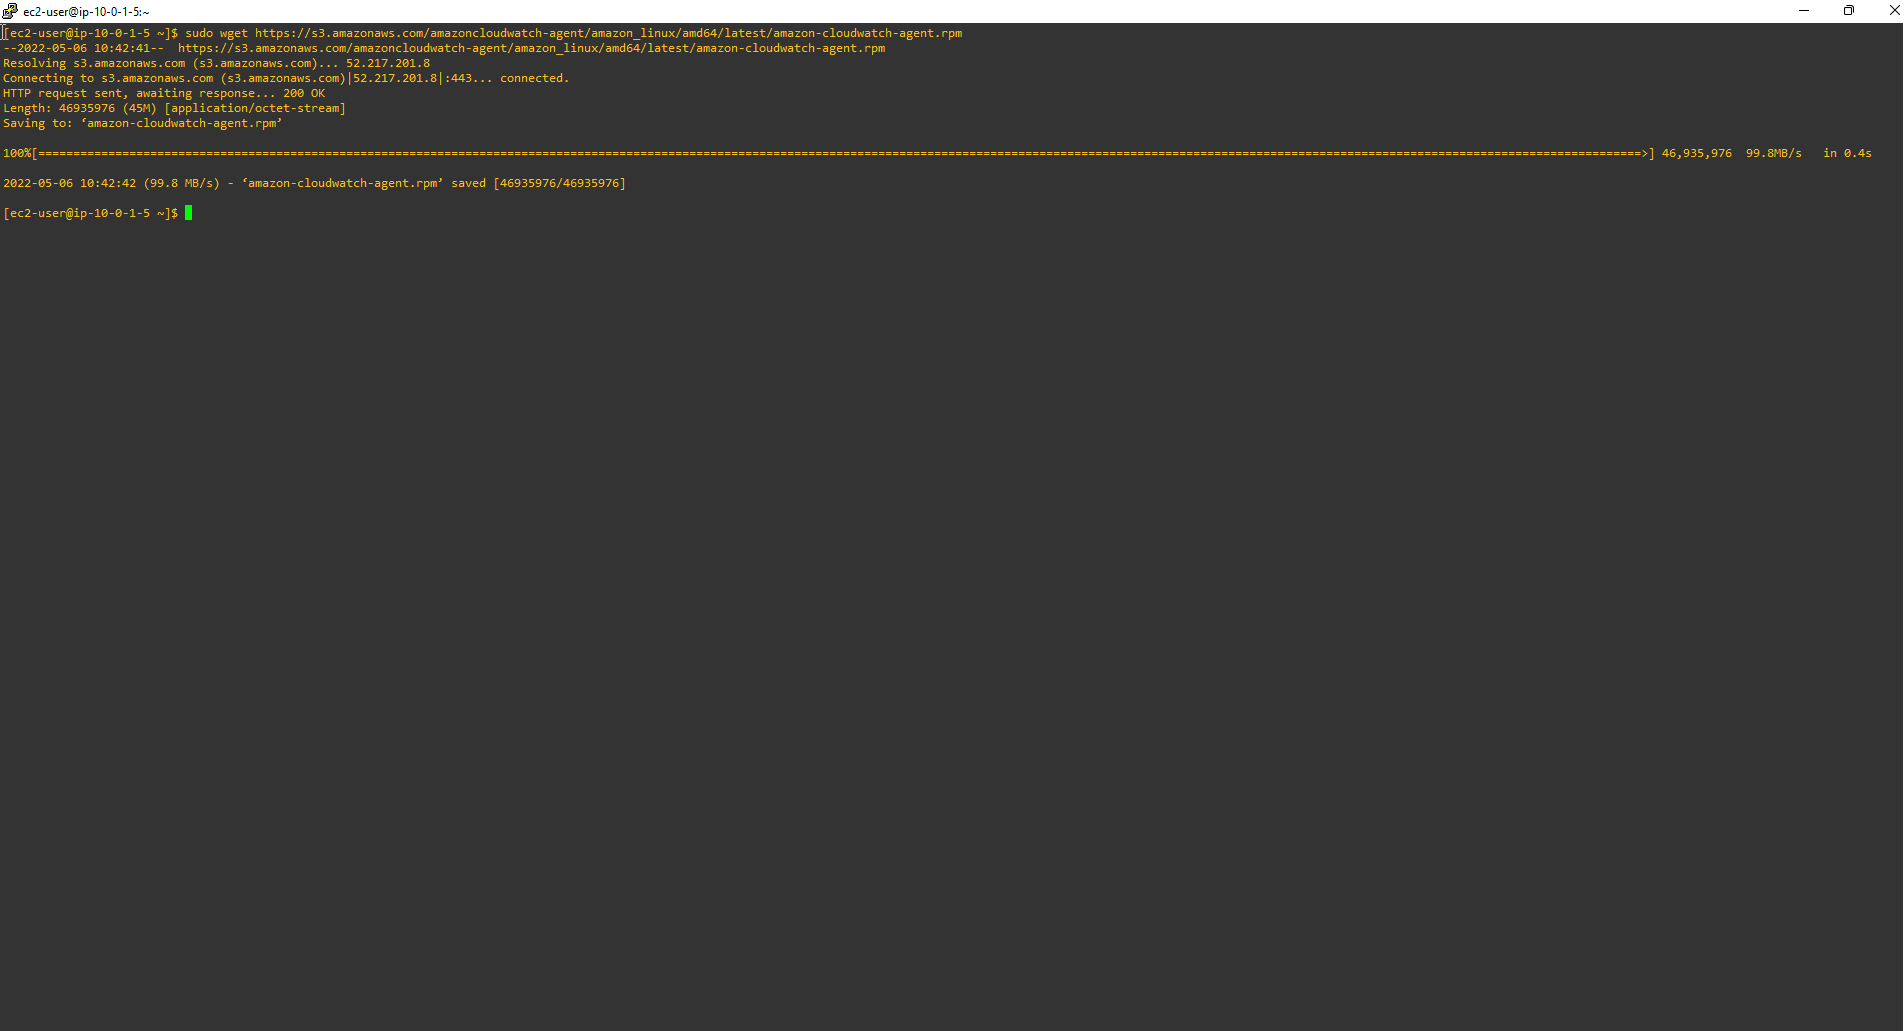 ec2-user@ip-10-0-1-5:~
[ec2-user@ip-10-0-1-5 ~]$ sudo wget https://s3.amazonaws.com/amazoncloudwatch-agent/amazon_linux/amd64/latest/amazon-cloudwatch-agent.rpm
--2022-05-06 10:42:41--  https://s3.amazonaws.com/amazoncloudwatch-agent/amazon_linux/amd64/latest/amazon-cloudwatch-agent.rpm
Resolving s3.amazonaws.com (s3.amazonaws.com)... 52.217.201.8
Connecting to s3.amazonaws.com (s3.amazonaws.com)|52.217.201.8|:443... connected.
HTTP request sent, awaiting response... 200 OK
Length: 46935976 (45M) [application/octet-stream]
Saving to: ‘amazon-cloudwatch-agent.rpm’
100%[=====================================================================================>] 46,935,976  99.8MB/s   in 0.4s
2022-05-06 10:42:42 (99.8 MB/s) - ‘amazon-cloudwatch-agent.rpm’ saved [46935976/46935976]
[ec2-user@ip-10-0-1-5 ~]$